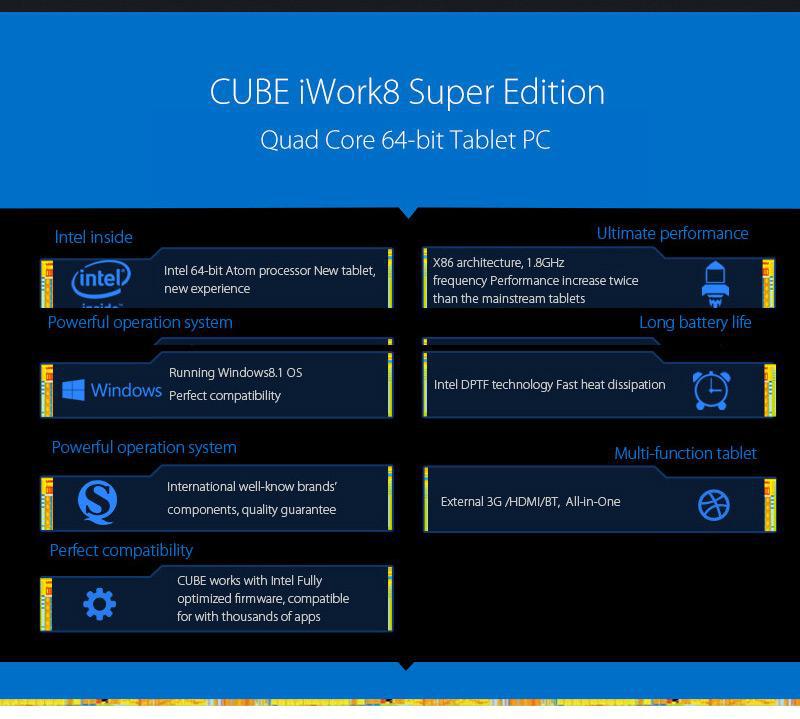 CUBE iWork8 Super Edition
Quad Core 64-bit Tablet PC
Intel inside
intel
inside™
Intel 64-bit Atom processor New tablet,
new experience
Ultimate performance
X86 architecture, 1.8GHz
frequency Performance increase twice
than the mainstream tablets
Powerful operation system
Windows
Running Windows8.1 OS
Perfect compatibility
Long battery life
Intel DPTF technology Fast heat dissipation
Powerful operation system
S
International well-know brands'
components, quality guarantee
Multi-function tablet
External 3G /HDMI/BT, All-in-One
Perfect compatibility
CUBE works with Intel Fully
optimized firmware, compatible
for with thousands of apps